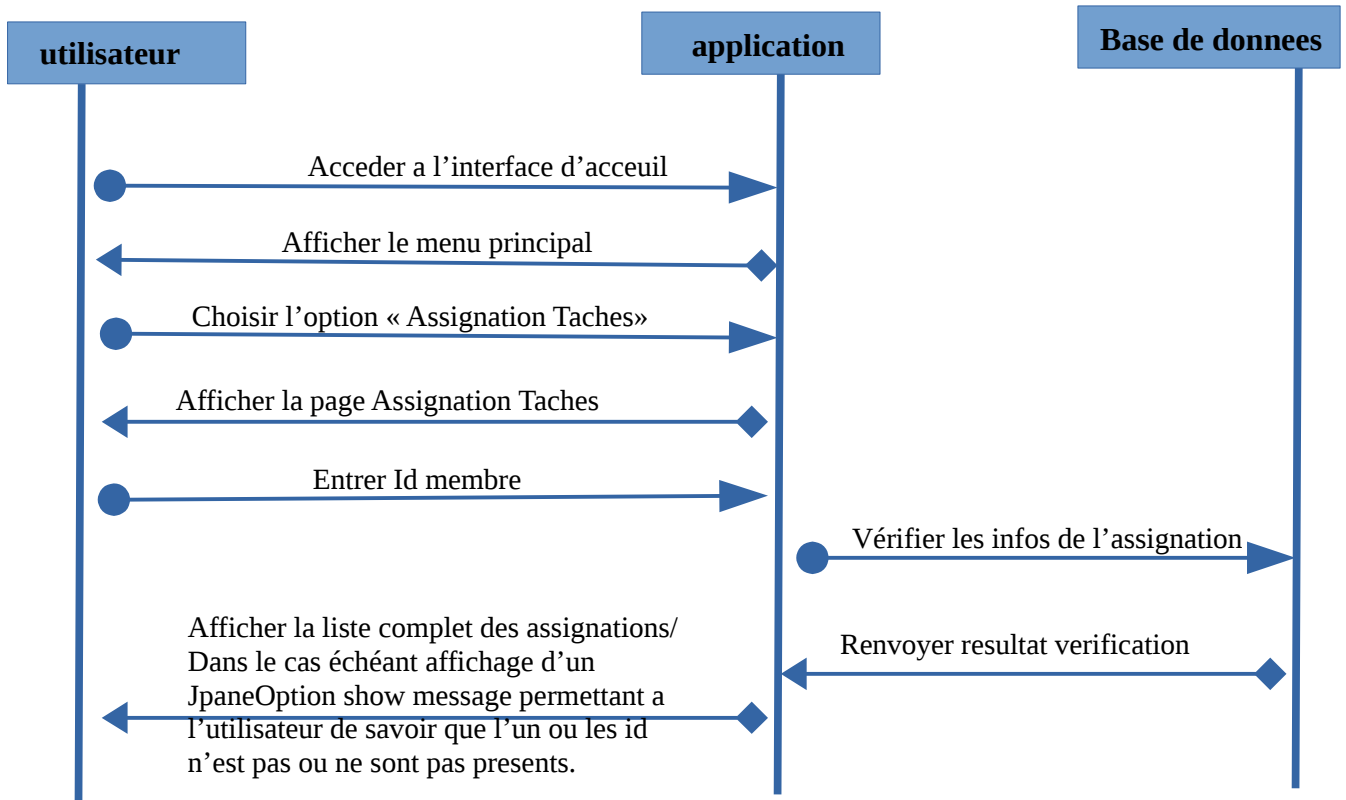 utilisateur
application
Base de donnees
Acceder a l’interface d’acceuil
Afficher le menu principal
Choisir l’option « Assignation Taches»
Afficher la page Assignation Taches
Entrer Id membre
Vérifier les infos de l’assignation
Renvoyer resultat verification
Afficher la liste complet des assignations/
Dans le cas échéant affichage d’un
JpaneOption show message permettant a
l’utilisateur de savoir que l’un ou les id
n’est pas ou ne sont pas presents.